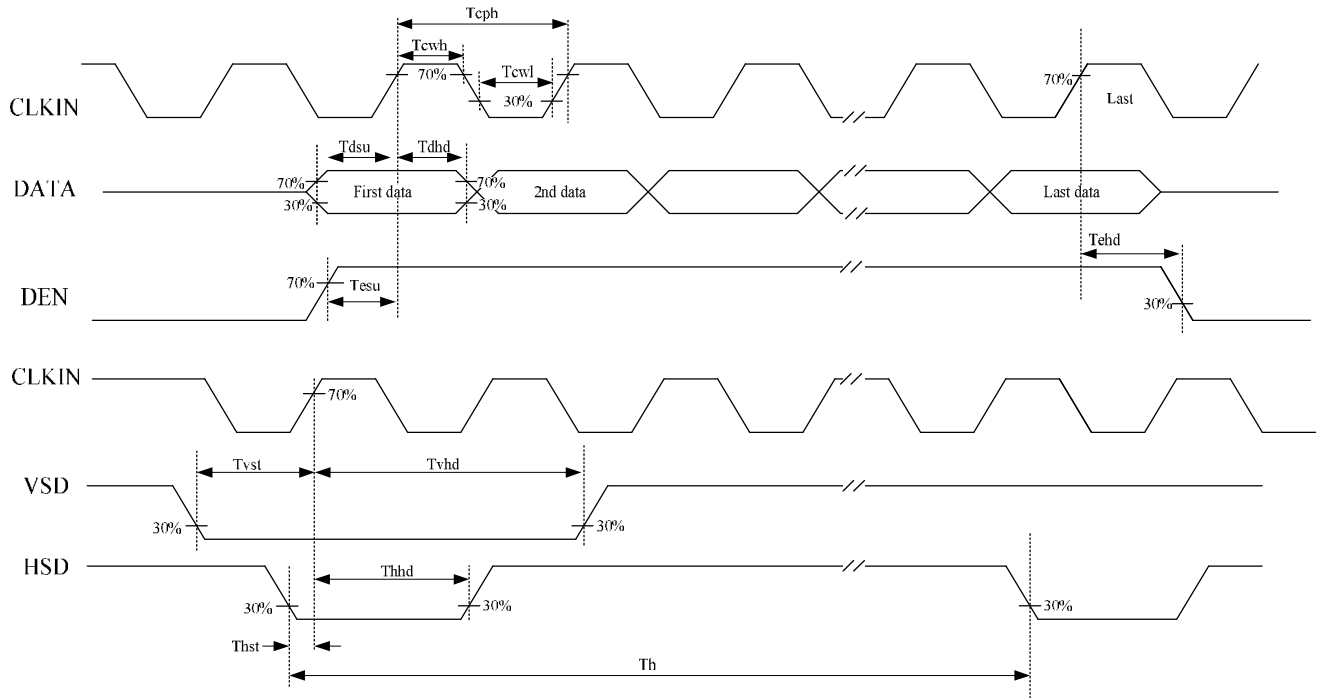 Tcph
Tcwh
70%
Tcwl
30%
70%
Last
CLKIN
Tdsu
Tdhd
DATA
70%
30%
First data
70%
30%
2nd data
Last data
Tehd
DEN
70%
Tesu
30%
CLKIN
70%
Tvst
Tvhd
VSD
30%
30%
HSD
Thhd
30%
30%
30%
Thst
Th